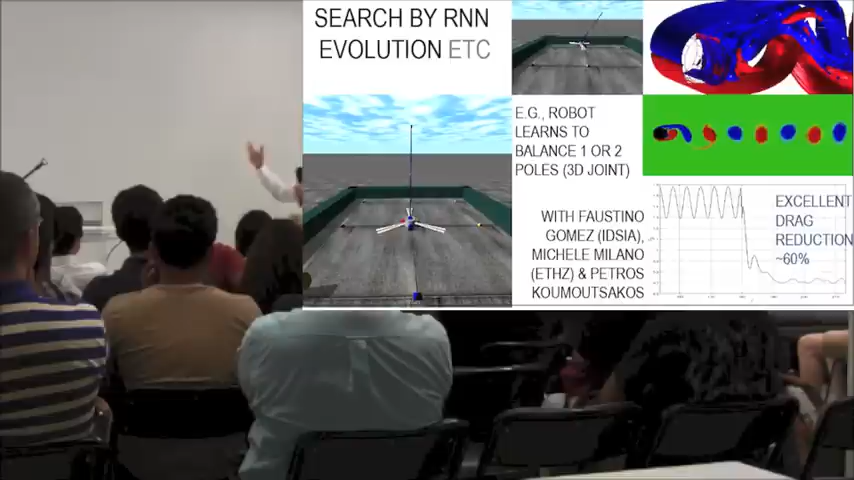 SEARCH BY RNN
EVOLUTION ETC
E.G., ROBOT
LEARNS TO
BALANCE 1 OR 2
POLES (3D JOINT)
WITH FAUSTINO
GOMEZ (IDSIA),
MICHELE MILANO
(ETHZ) & PETROS
KOUMOUTSAKOS
EXCELLENT
DRAG
REDUCTION
~60%